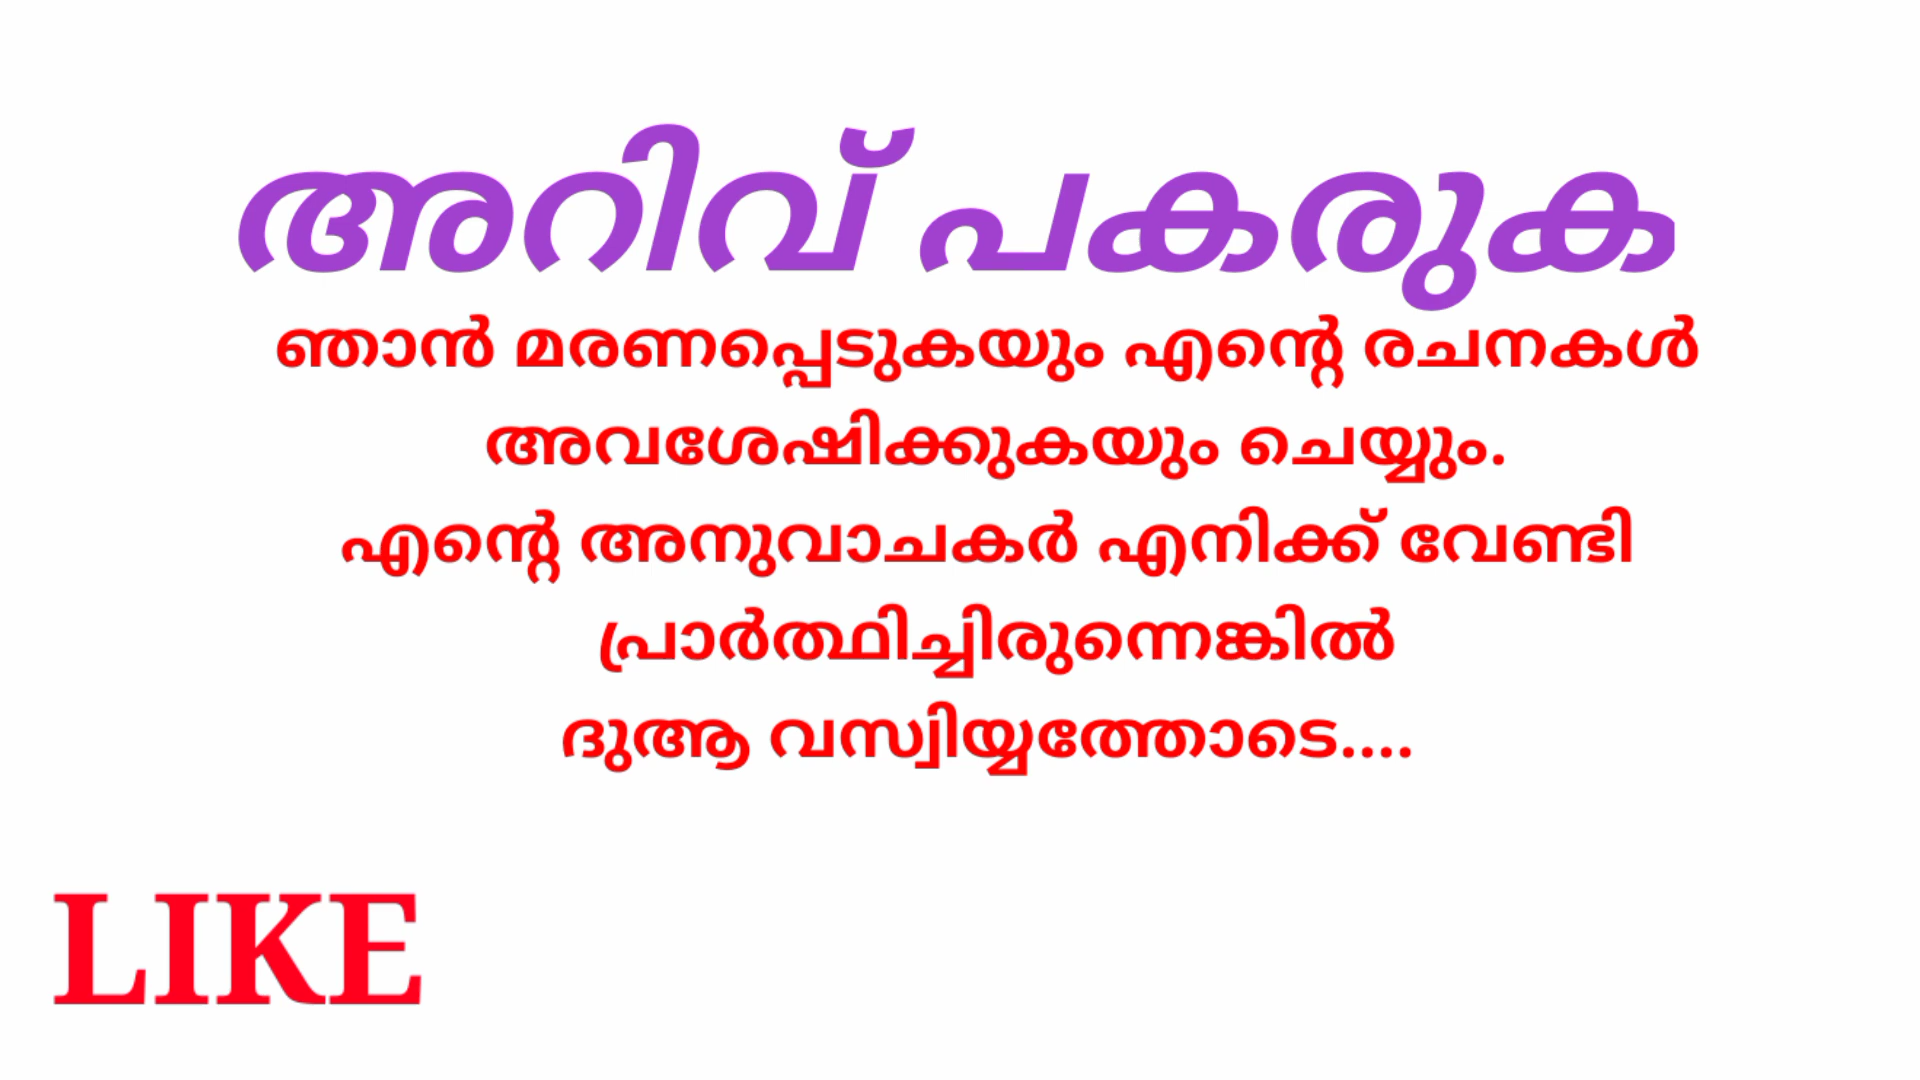 അറിവ് പകരുക
ഞാൻ മരണപ്പെടുകയും എന്റെ രചനകൾ
അവശേഷിക്കുകയും ചെയ്യും.
എന്റെ അനുവാചകർ എനിക്ക് വേണ്ടി
പ്രാർത്ഥിച്ചിരുന്നെങ്കിൽ
ദുആ വസ്വിയ്യത്തോടെ....
LIKE